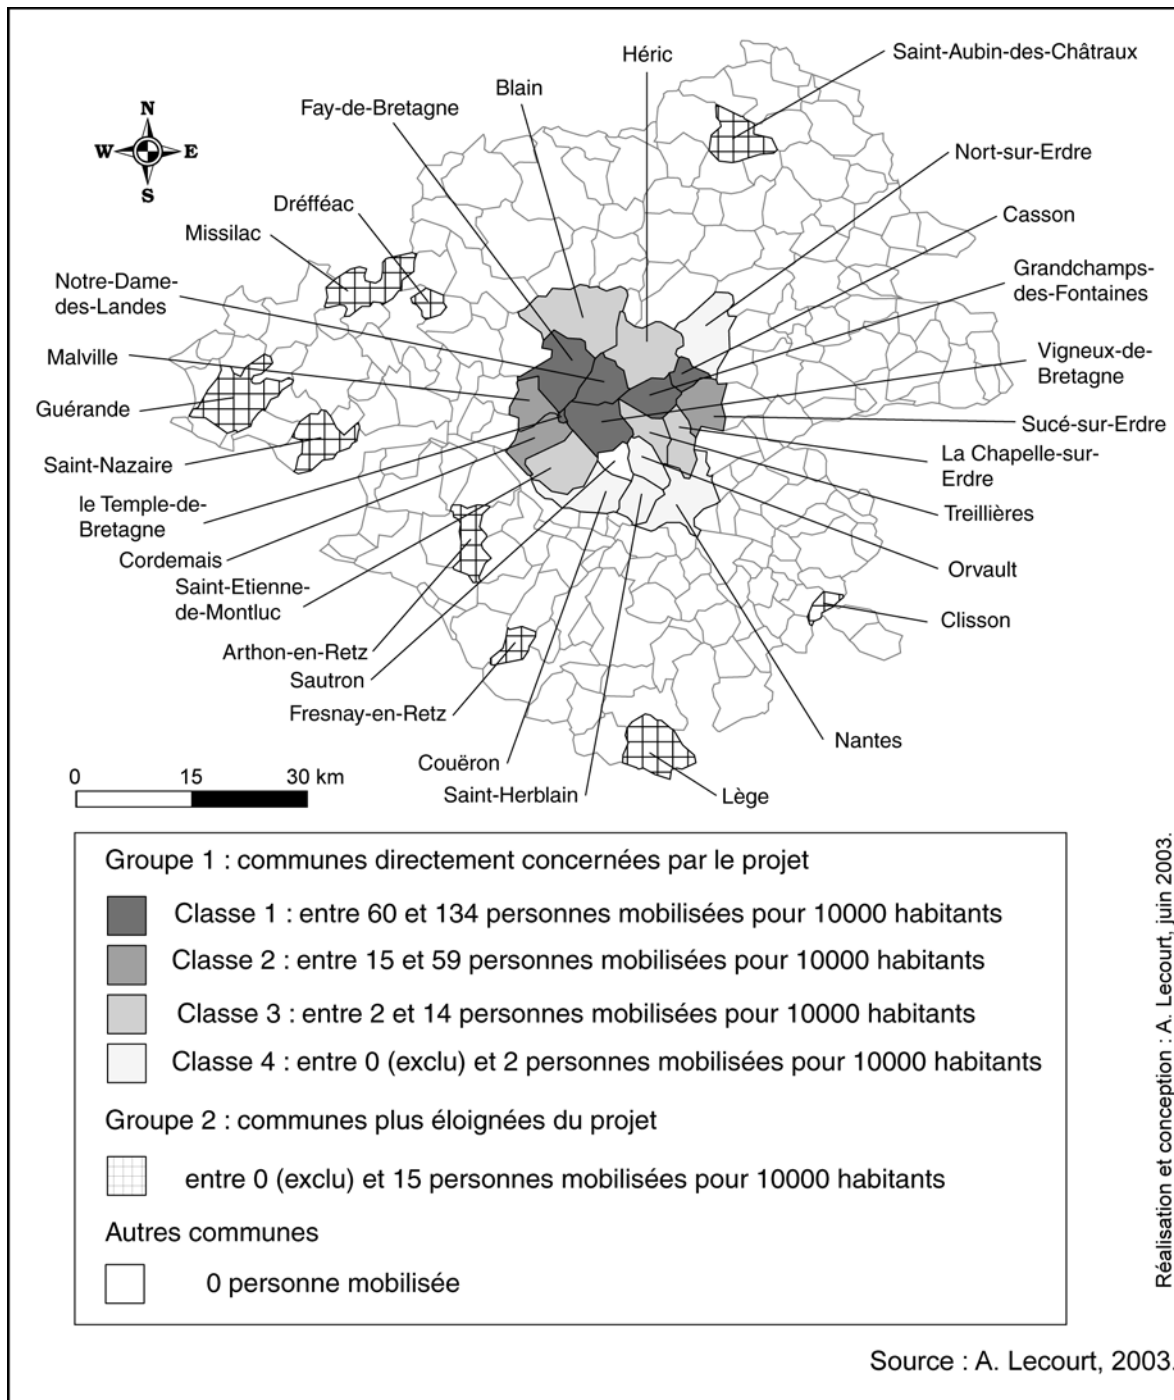 Héric
Saint-Aubin-des-Châtraux
Blain
Fay-de-Bretagne
N
W
E
S
Nort-sur-Erdre
Dréfféac
Casson
Missilac
Grandchamps-
des-Fontaines
Notre-Dame-
des-Landes
Malville
Vigneux-de-
Bretagne
Guérande
Sucé-sur-Erdre
Saint-Nazaire
La Chapelle-sur-
Erdre
le Temple-de-
Bretagne
Treillières
Cordemais
Orvault
Saint-Etienne-
de-Montluc
Clisson
Arthon-en-Retz
Sautron
Fresnay-en-Retz
Nantes
Couëron
0 15 30 km
Saint-Herblain
Lège
Groupe 1 : communes directement concernées par le projet
Classe 1 : entre 60 et 134 personnes mobilisées pour 10000 habitants
Classe 2 : entre 15 et 59 personnes mobilisées pour 10000 habitants
Classe 3 : entre 2 et 14 personnes mobilisées pour 10000 habitants
Classe 4 : entre 0 (exclu) et 2 personnes mobilisées pour 10000 habitants
Groupe 2 : communes plus éloignées du projet
entre 0 (exclu) et 15 personnes mobilisées pour 10000 habitants
Autres communes
0 personne mobilisée
Réalisation et conception : A. Lecourt, juin 2003.
Source : A. Lecourt, 2003.